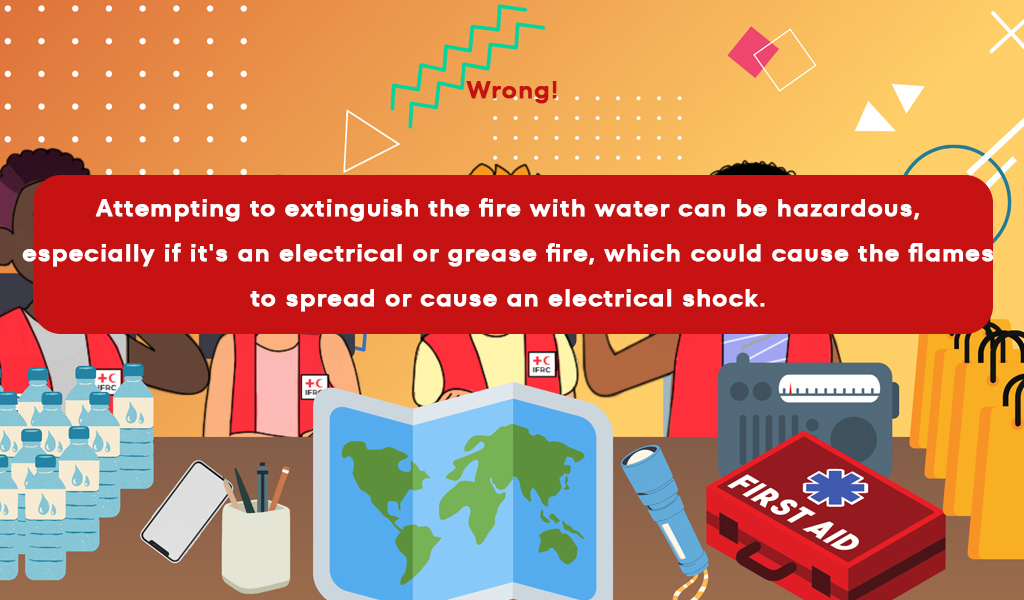 Wrong!
Attempting to extinguish the fire with water can be hazardous,
especially if it's an electrical or grease fire, which could cause the flames
to spread or cause an electrical shock.
IFRC
IFRC
IFRC
FIRST AID